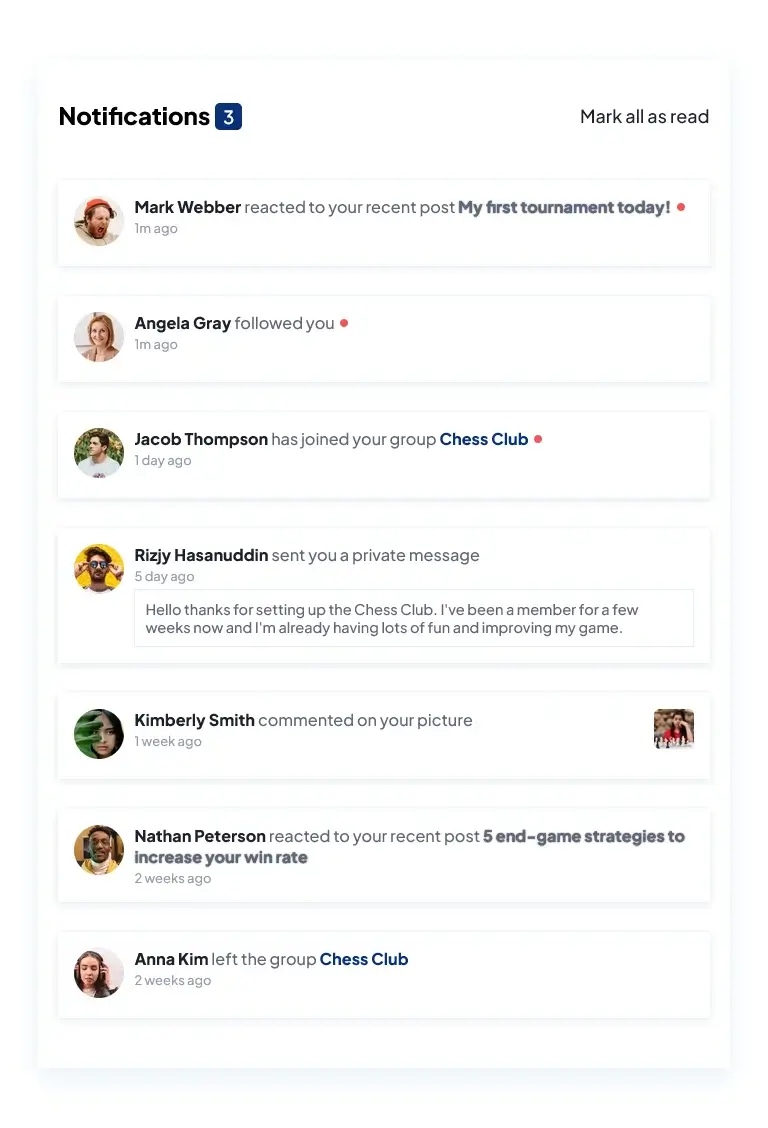 Notifications 3
Mark all as read
Mark Webber reacted to your recent post My first tournament today!
1m ago
Angela Gray followed you
1m ago
Jacob Thompson has joined your group Chess Club
1 day ago
Rizjy Hasanuddin sent you a private message
5 day ago
Hello thanks for setting up the Chess Club. I've been a member for a few
weeks now and I'm already having lots of fun and improving my game.
Kimberly Smith commented on your picture
1 week ago
Nathan Peterson reacted to your recent post 5 end-game strategies to
increase your win rate
2 weeks ago
Anna Kim left the group Chess Club
2 weeks ago